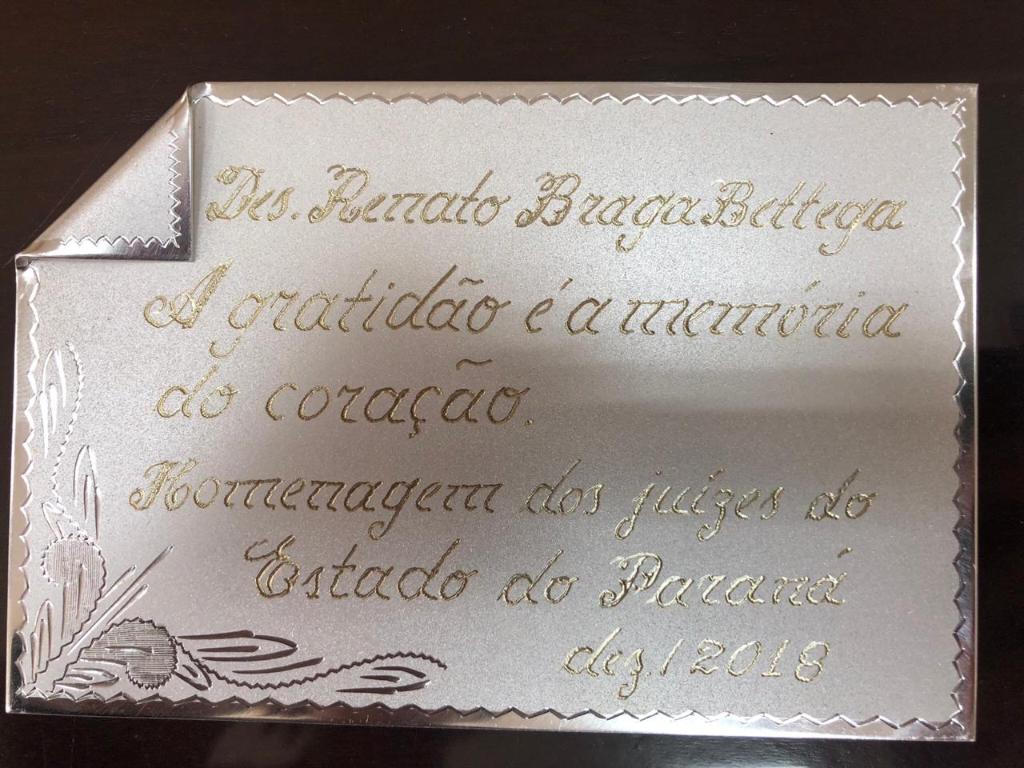 Des. Renato Braga Bettega
A gratidão é a memória
do coração.
Homenagem dos juízes do
Estado do Paraná
dez./2018